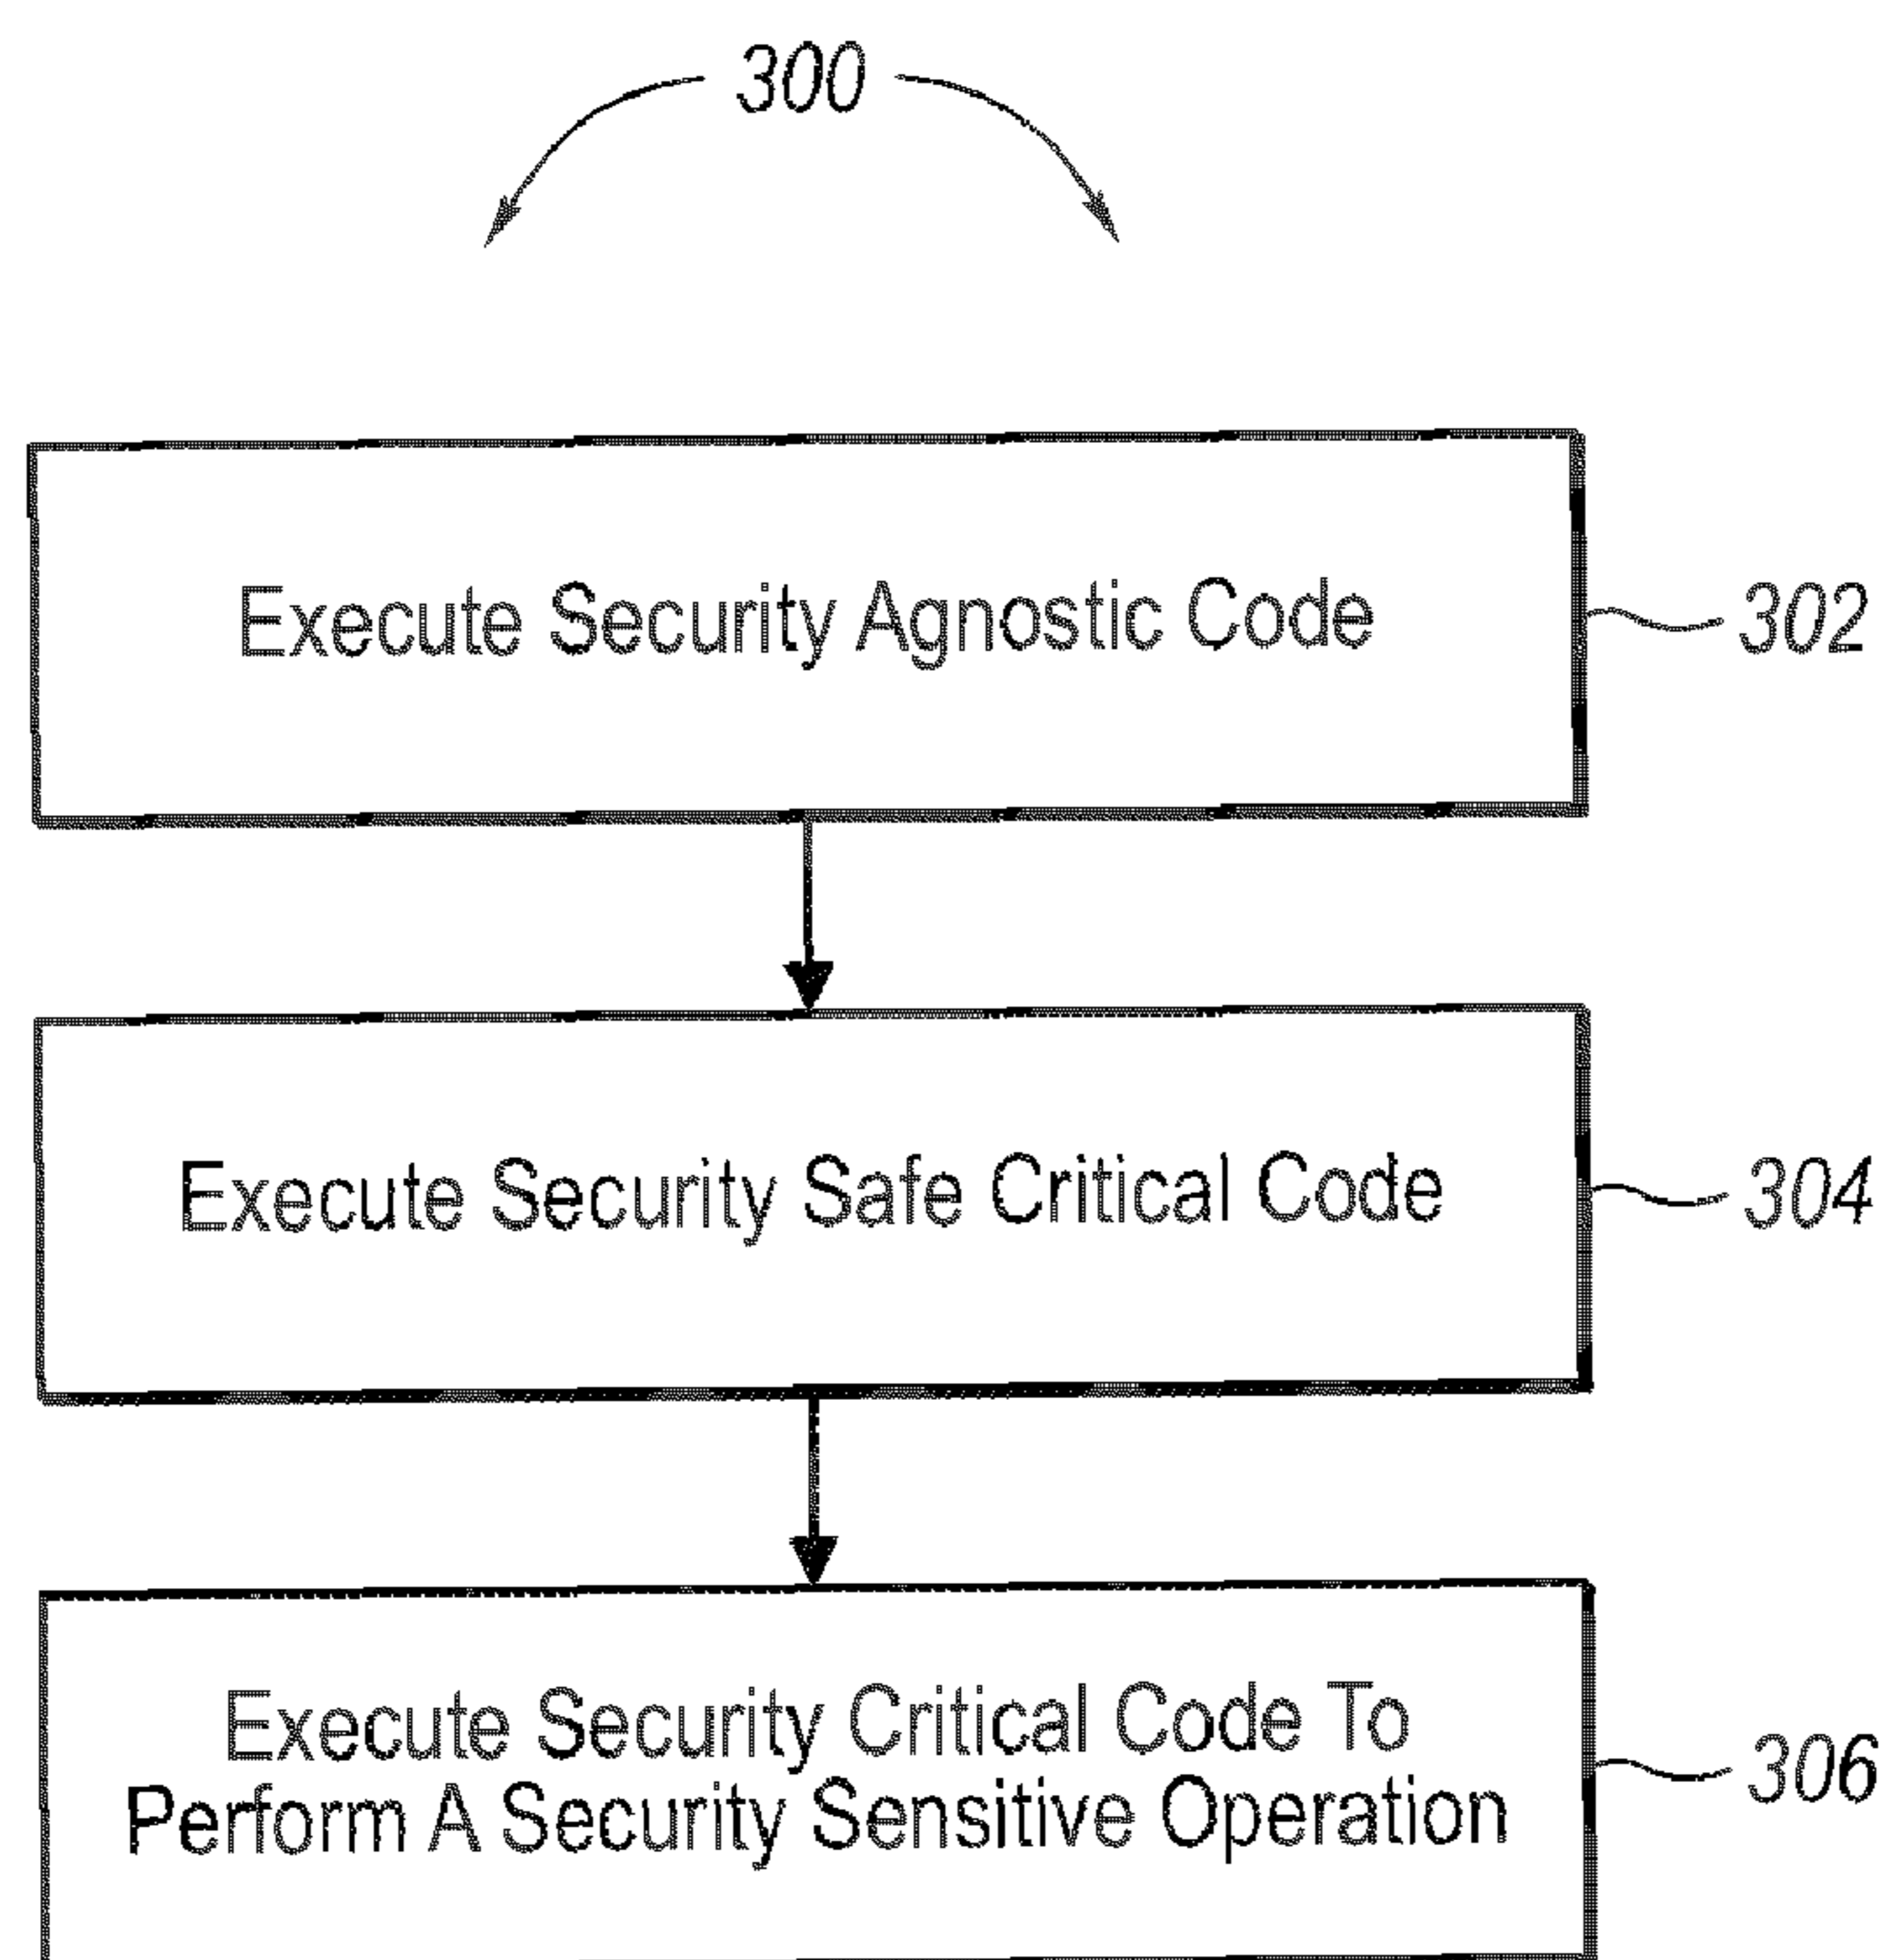 300
Execute Security Agnostic Code
302
Execute Security Safe Critical Code
304
Execute Security Critical Code To
Perform A Security Sensitive Operation
306